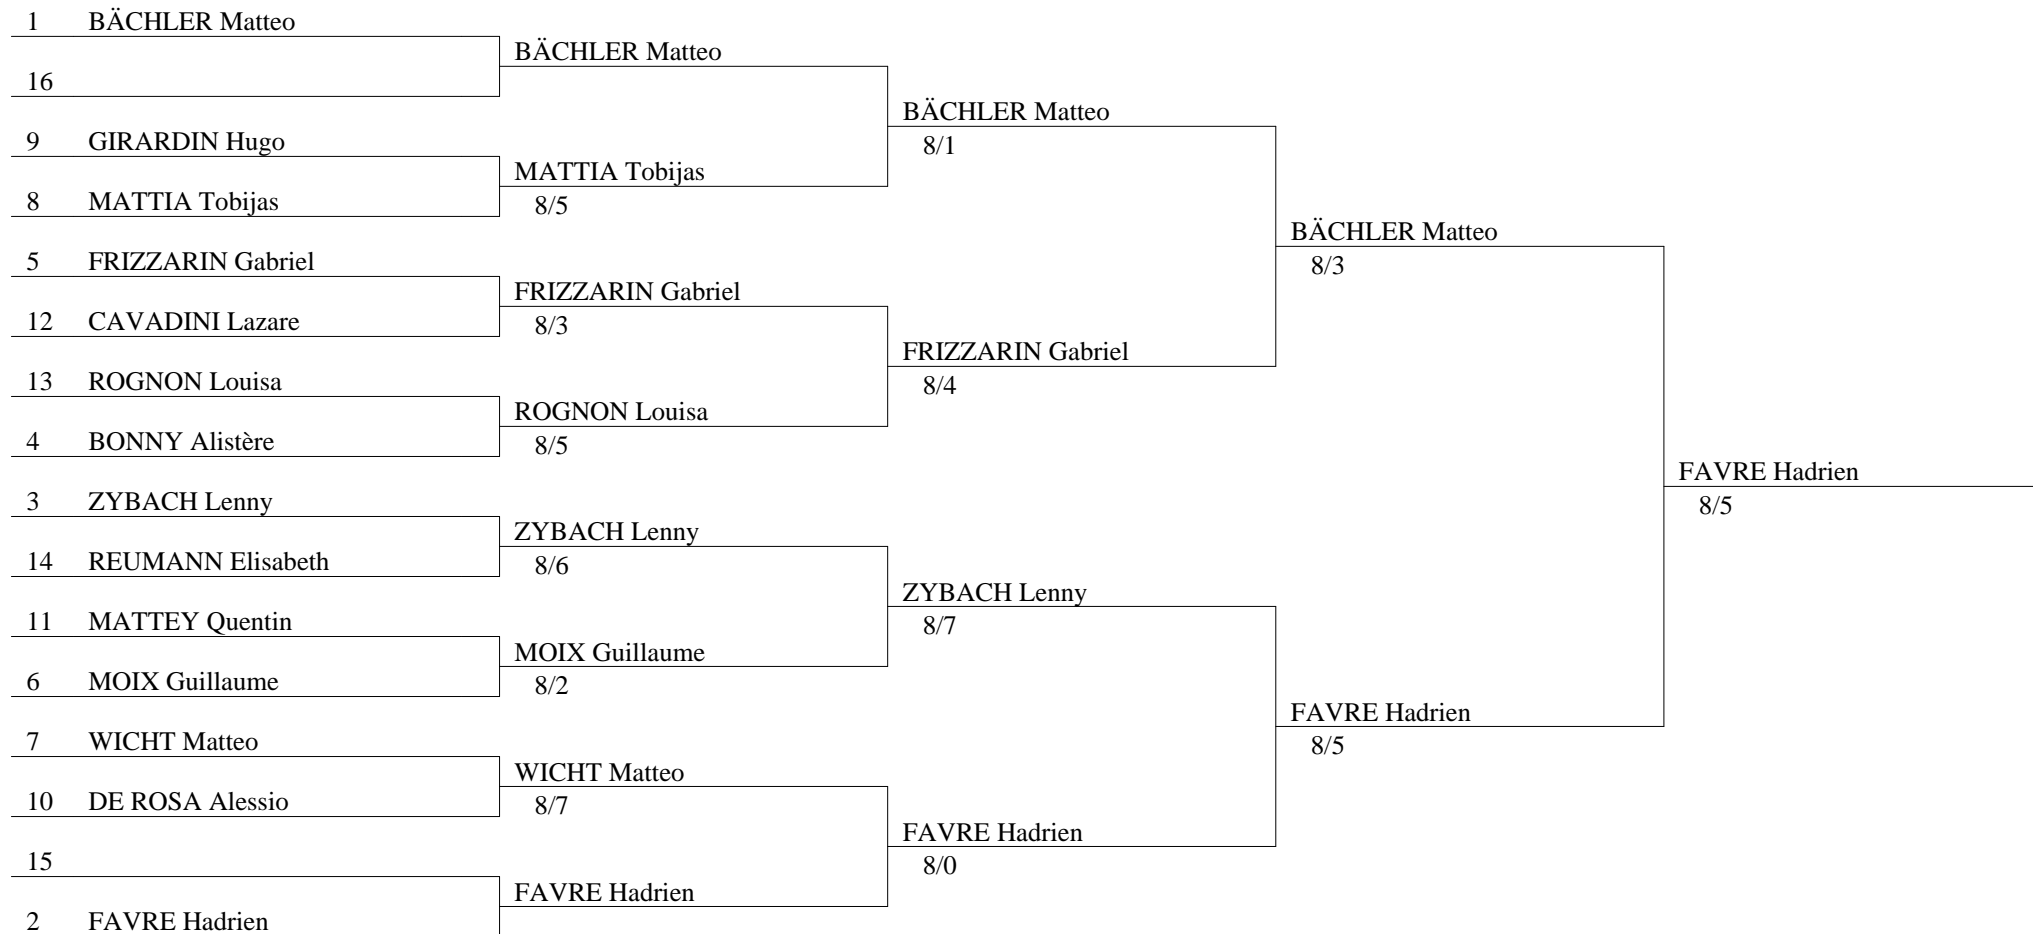 1 BÄCHLER Matteo
16
9 GIRARDIN Hugo
8 MATTIA Tobijas
5 FRIZZARIN Gabriel
12 CAVADINI Lazare
13 ROGNON Louisa
4 BONNY Alistère
3 ZYBACH Lenny
14 REUMANN Elisabeth
11 MATTEY Quentin
6 MOIX Guillaume
7 WICHT Matteo
10 DE ROSA Alessio
15
2 FAVRE Hadrien
BÄCHLER Matteo
MATTIA Tobijas
8/5
FRIZZARIN Gabriel
8/3
ROGNON Louisa
8/5
ZYBACH Lenny
8/6
MOIX Guillaume
8/2
WICHT Matteo
8/7
FAVRE Hadrien
BÄCHLER Matteo
8/1
FRIZZARIN Gabriel
8/4
ZYBACH Lenny
8/7
FAVRE Hadrien
8/0
BÄCHLER Matteo
8/3
FAVRE Hadrien
8/5
FAVRE Hadrien
8/5